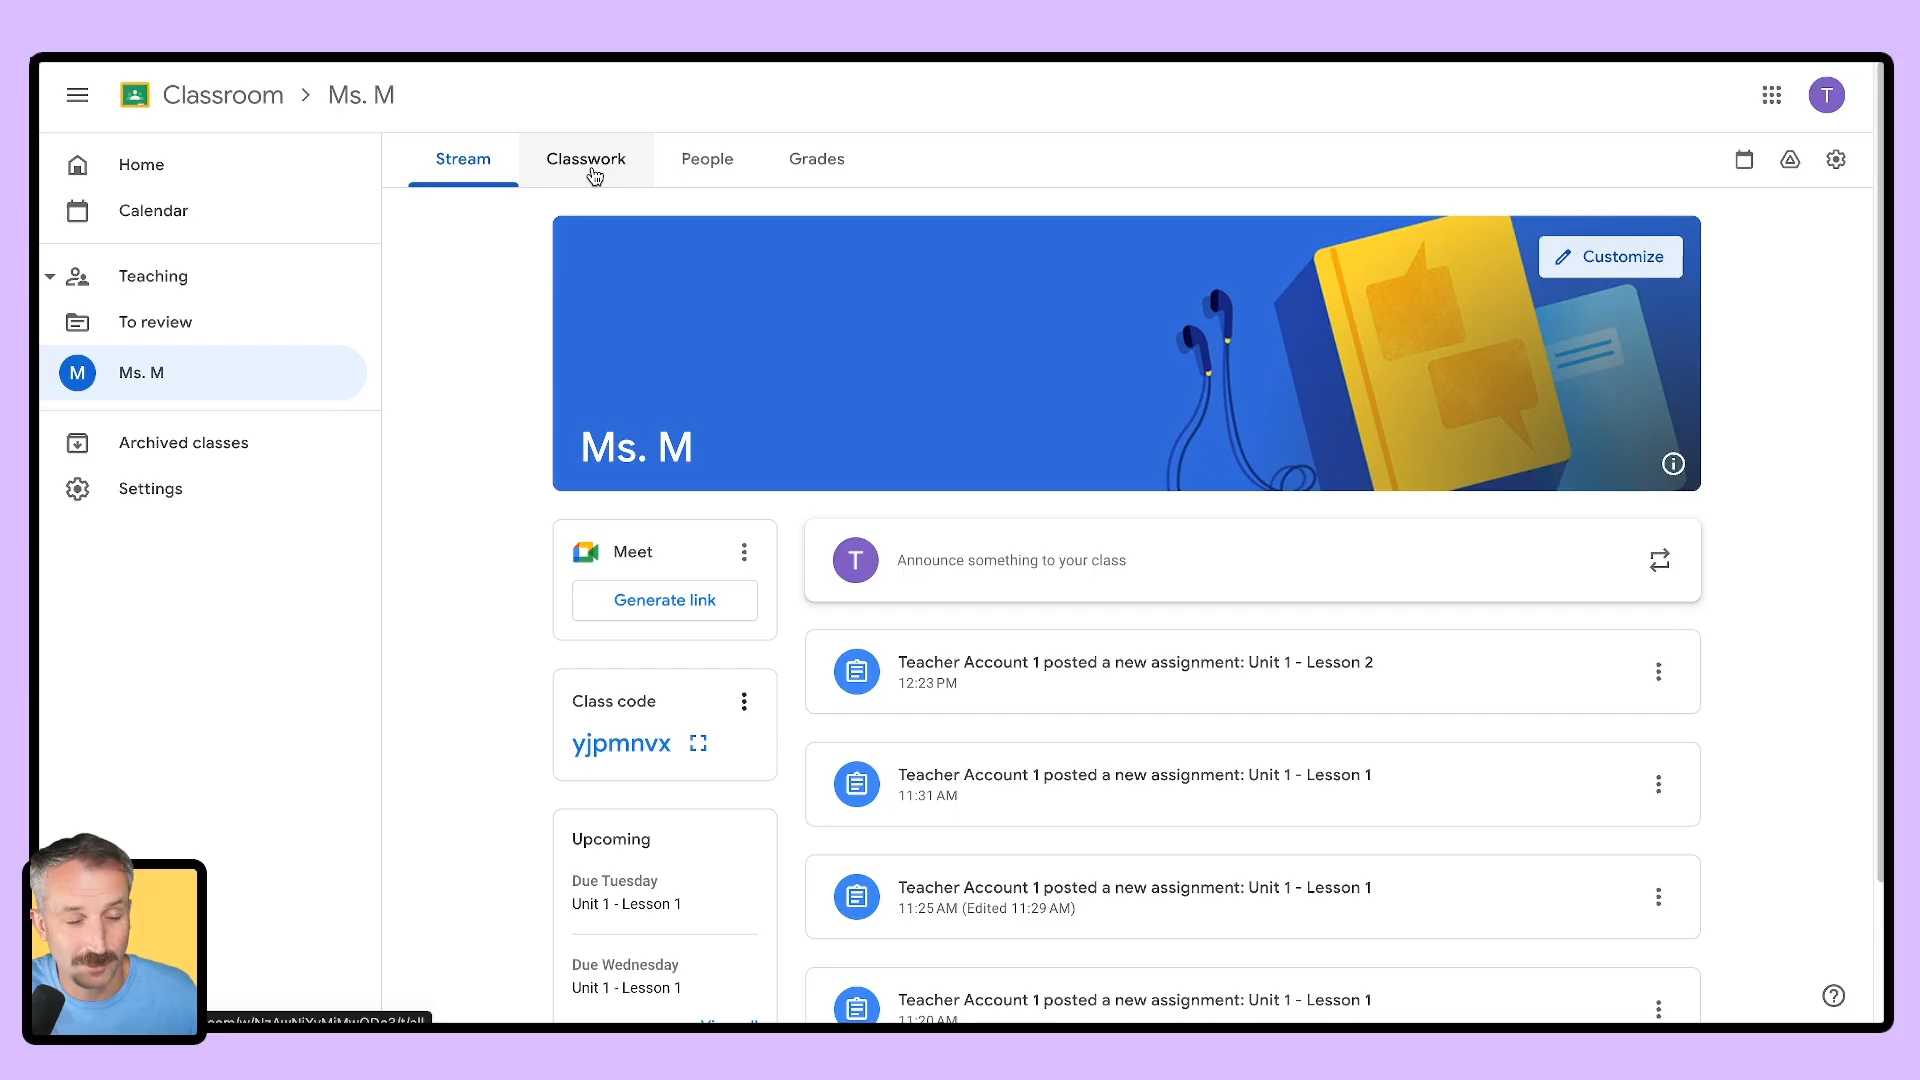 Classroom > Ms. M
T
Home
Calendar
Teaching
To review
M Ms. M
Archived classes
Settings
Stream Classwork People Grades
Customize
Ms. M
Meet
Generate link
Class code
yjpmnvx
Upcoming
Due Tuesday
Unit 1 - Lesson 1
Due Wednesday
Unit 1 - Lesson 1
T Announce something to your class
Teacher Account 1 posted a new assignment: Unit 1 - Lesson 2
12:23 PM
Teacher Account 1 posted a new assignment: Unit 1 - Lesson 1
11:31 AM
Teacher Account 1 posted a new assignment: Unit 1 - Lesson 1
11:25 AM (Edited 11:29 AM)
Teacher Account 1 posted a new assignment: Unit 1 - Lesson 1
11:20 AM